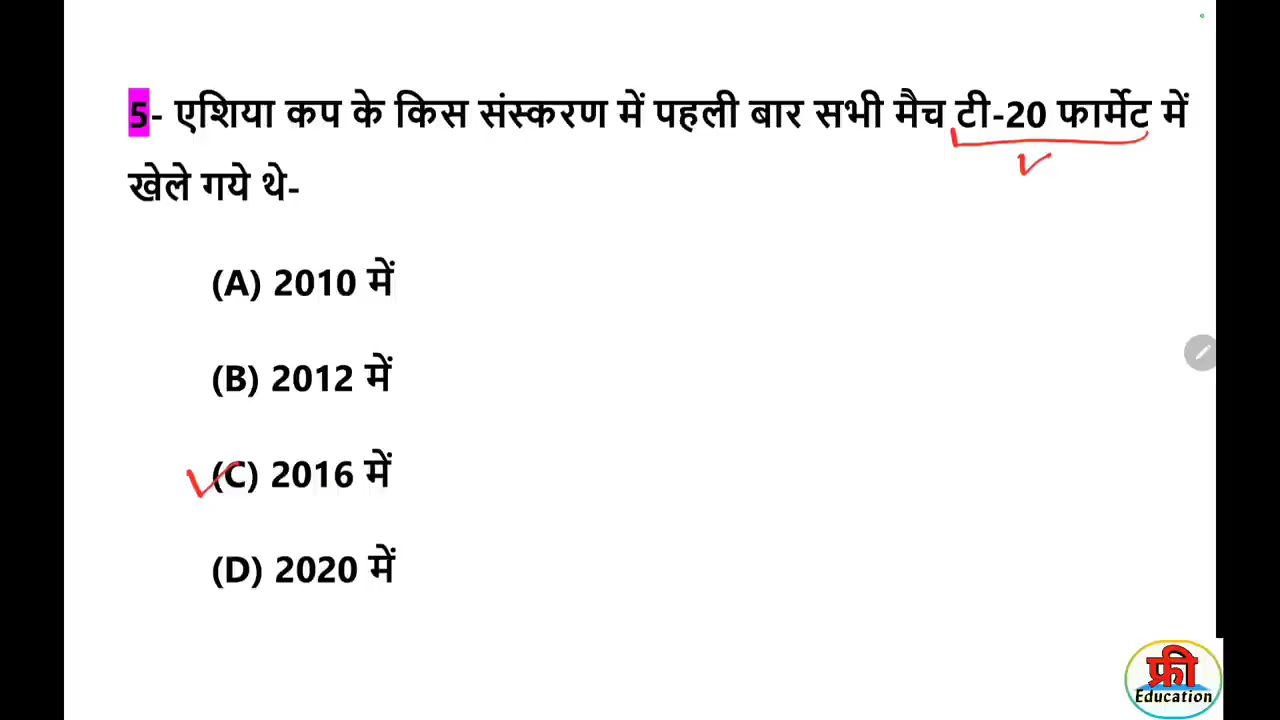 5- एशिया कप के किस संस्करण में पहली बार सभी मैच टी-20 फार्मेट में
खेले गये थे-
(A) 2010 में
(B) 2012 में
(C) 2016 में
(D) 2020 में
फ्री
Education